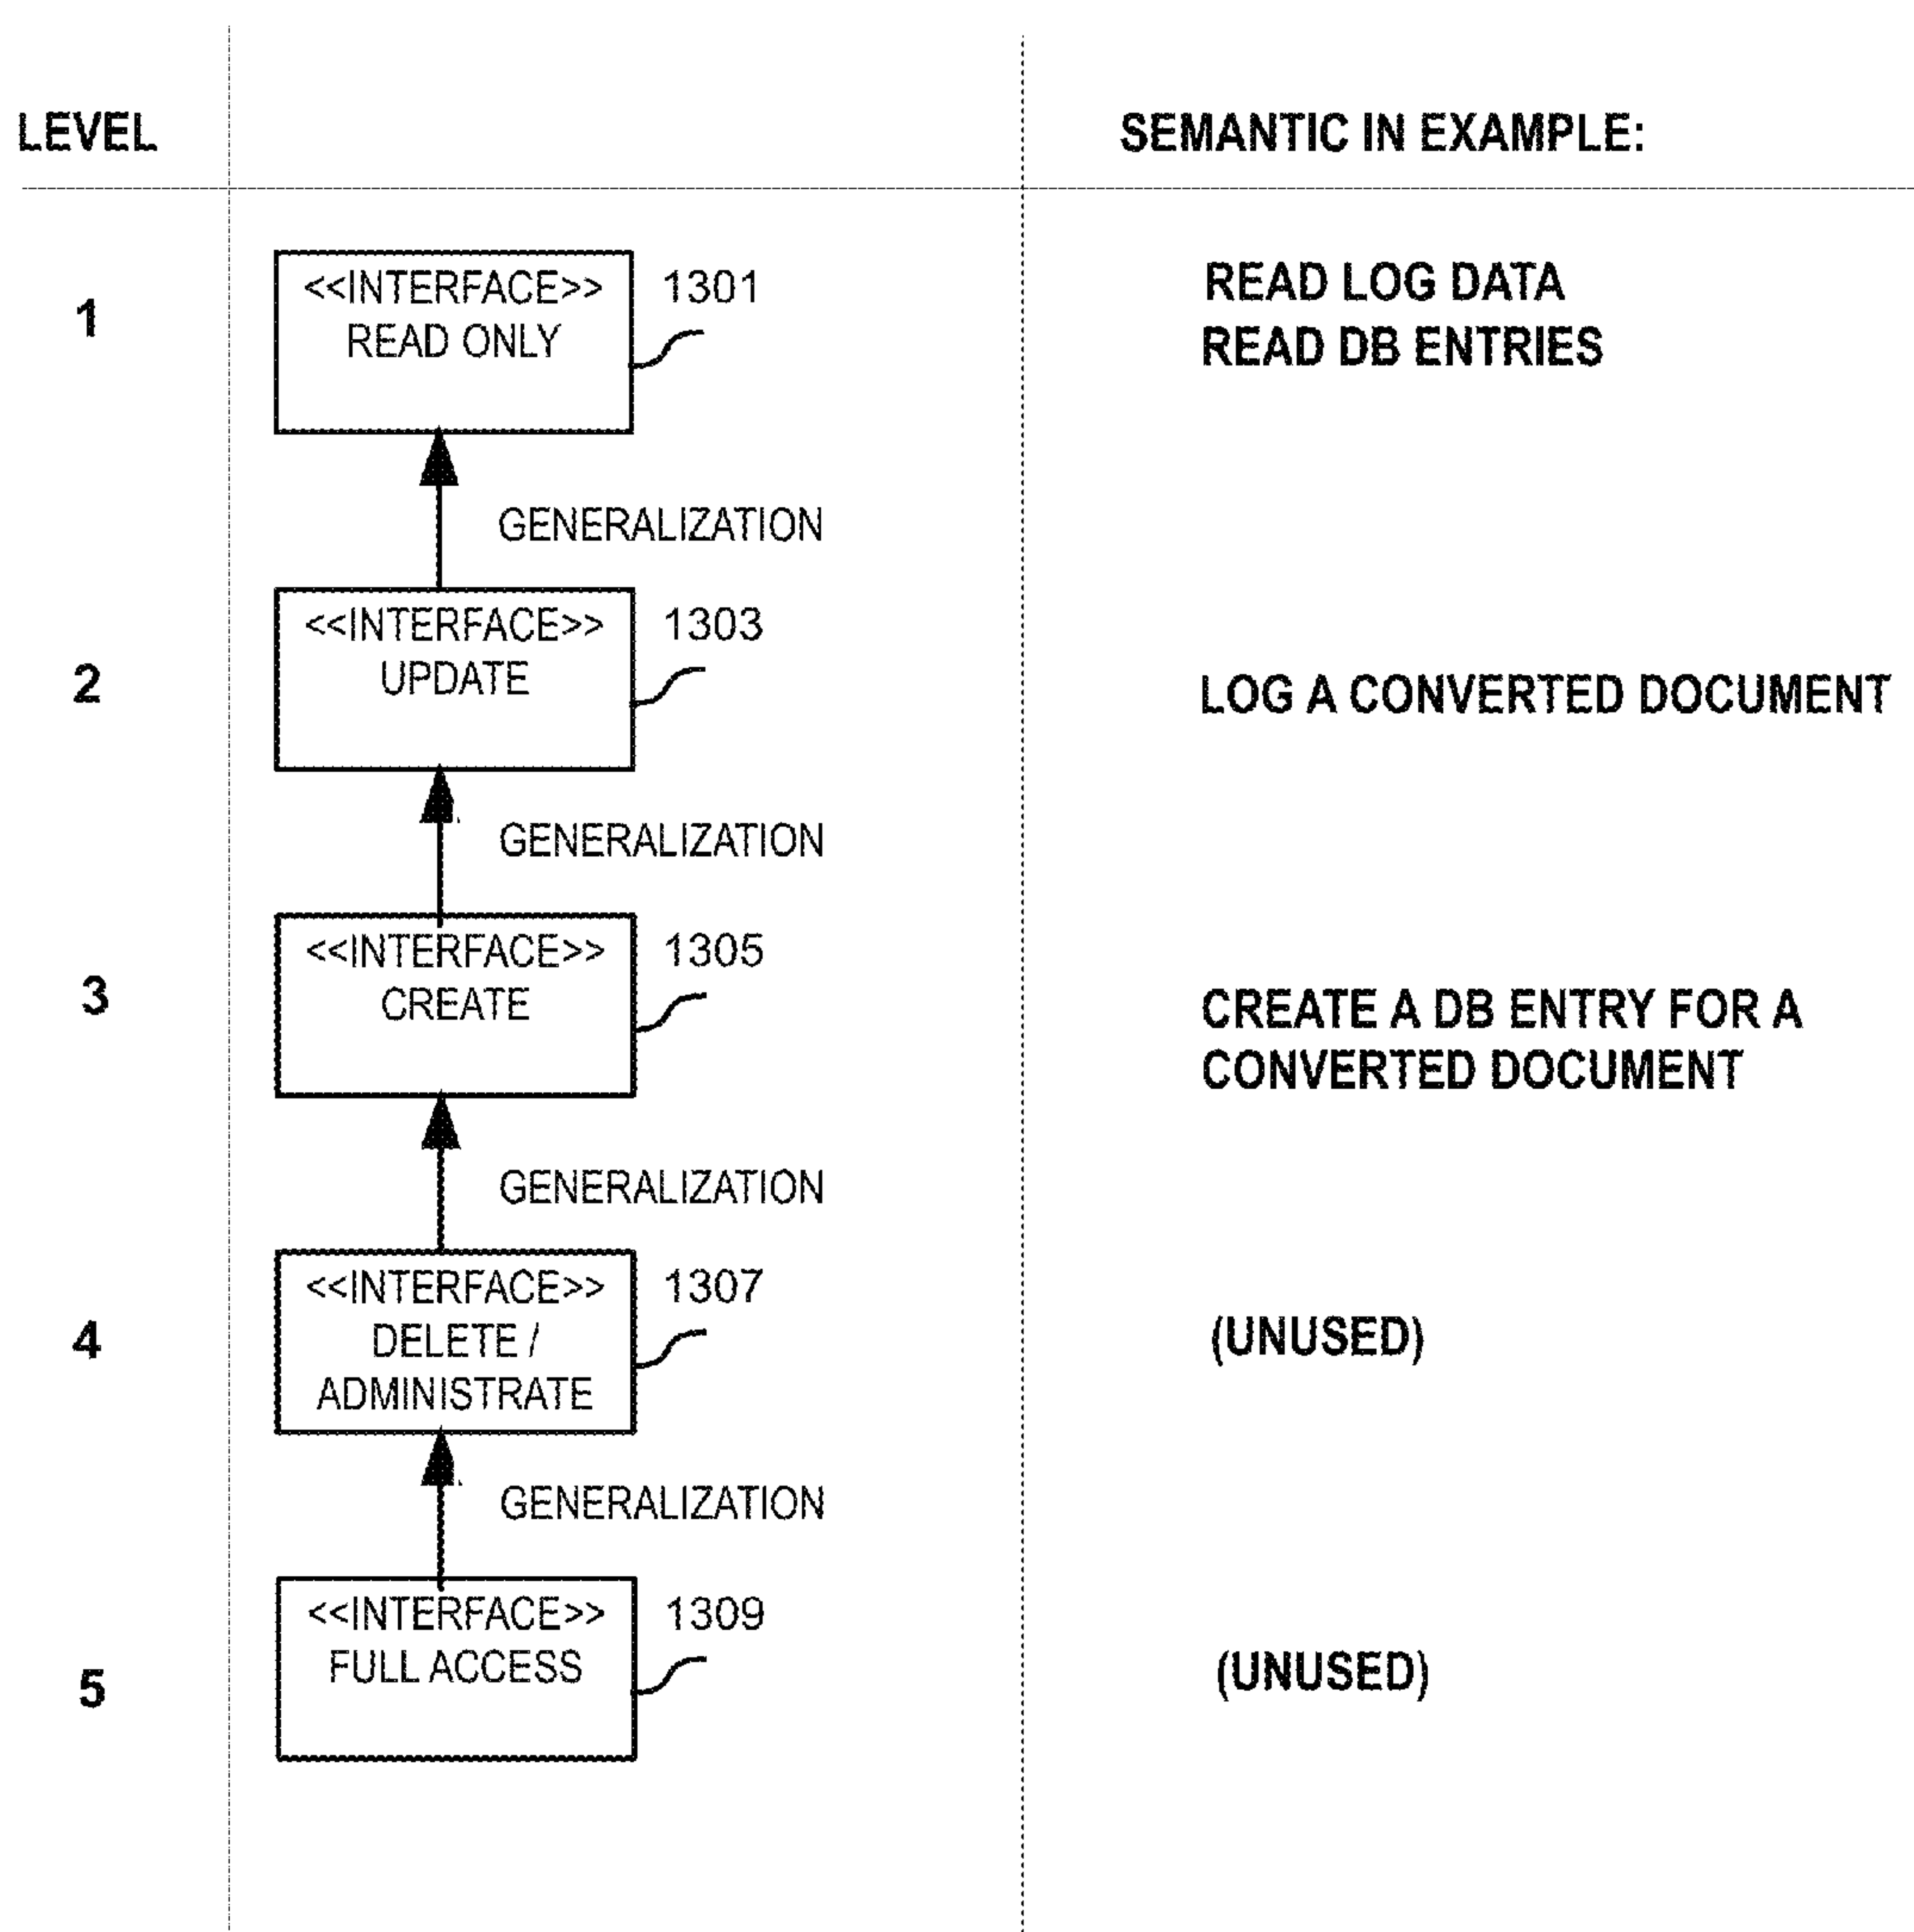 LEVEL
SEMANTIC IN EXAMPLE:
1
<<INTERFACE>>
READ ONLY
1301
READ LOG DATA
READ DB ENTRIES
GENERALIZATION
2
<<INTERFACE>>
UPDATE
1303
LOG A CONVERTED DOCUMENT
GENERALIZATION
3
<<INTERFACE>>
CREATE
1305
CREATE A DB ENTRY FOR A
CONVERTED DOCUMENT
GENERALIZATION
4
<<INTERFACE>>
DELETE /
ADMINISTRATE
1307
(UNUSED)
GENERALIZATION
5
<<INTERFACE>>
FULL ACCESS
1309
(UNUSED)